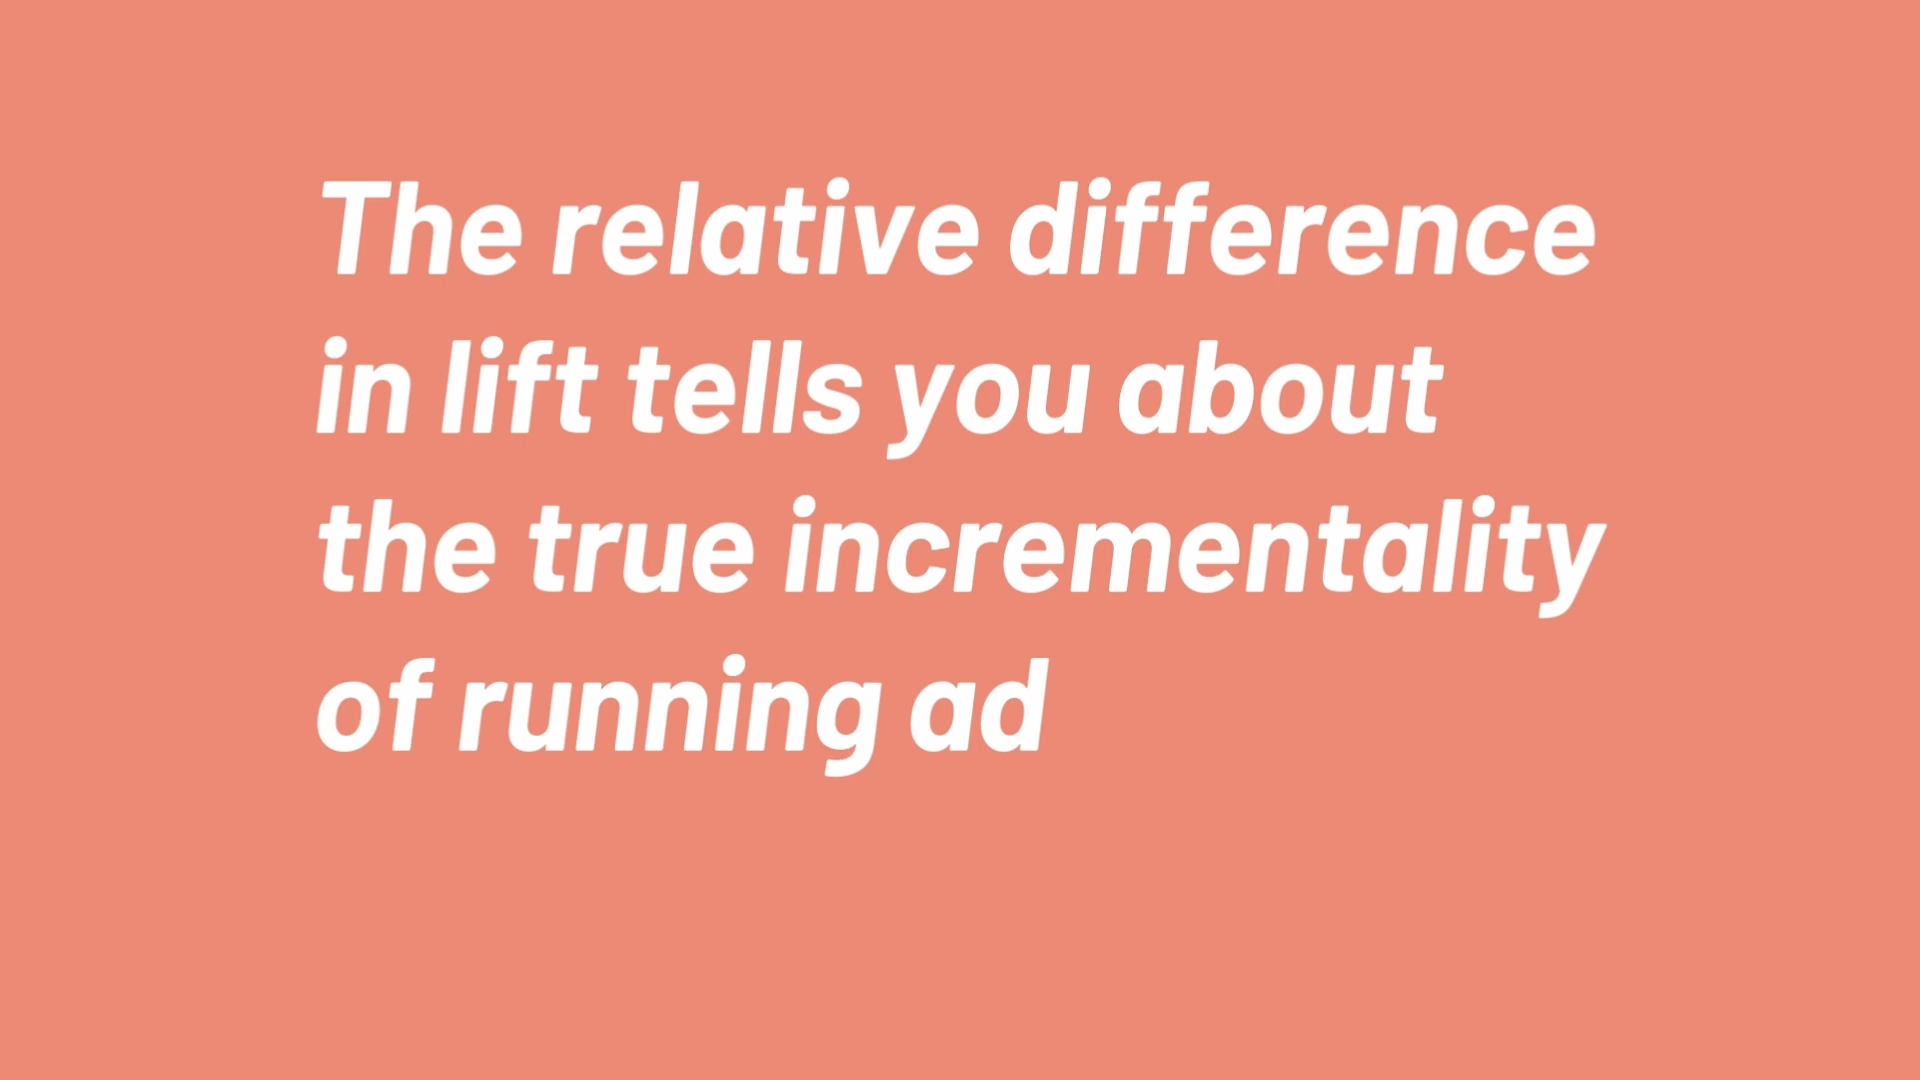 The relative difference
in lift tells you about
the true incrementality
of running ad